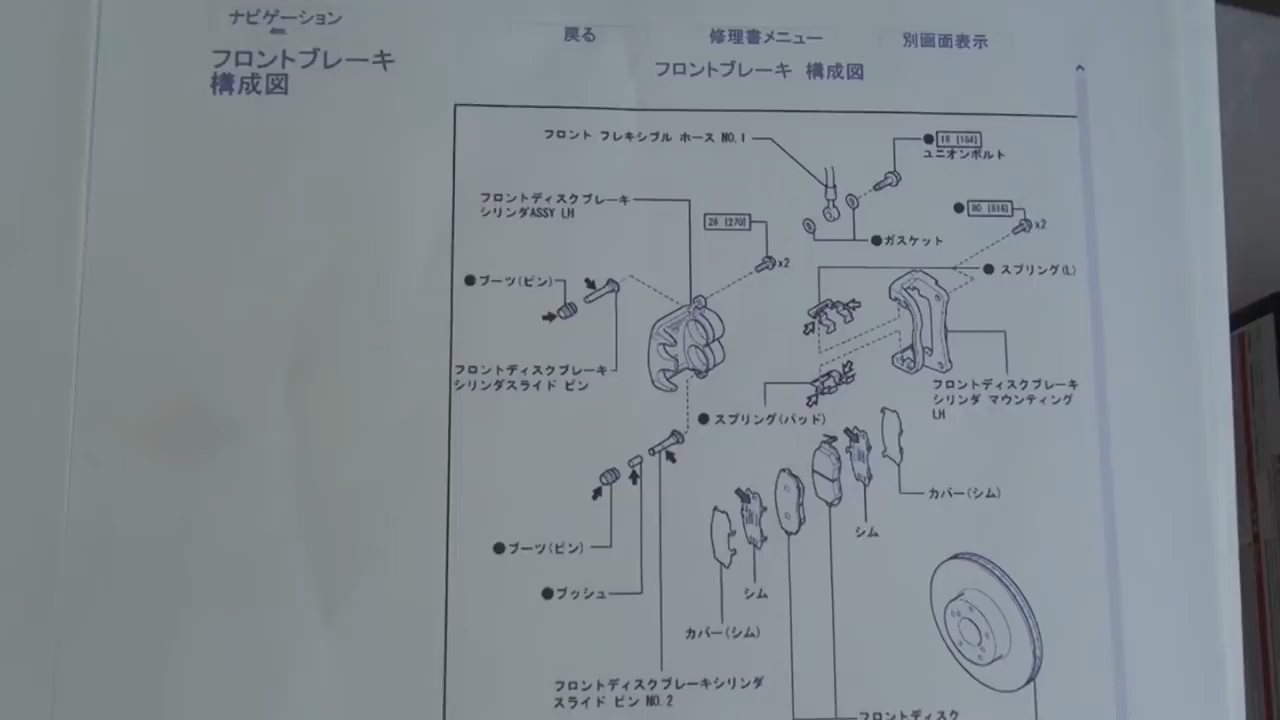 ナビゲーション
戻る
修理書メニュー
別画面表示
フロントブレーキ
構成図
フロントブレーキ 構成図
フロント フレキシブル ホース NO.1
ユニオンボルト
フロントディスクブレーキ
シリンダASSY LH
26 [270]
x2
x2
●ガスケット
● スプリング(L)
●ブーツ(ピン)
フロントディスクブレーキ
シリンダスライド ピン
フロントディスクブレーキ
シリンダ マウンティング
LH
● スプリング(パッド)
カバー(シム)
シム
●ブーツ(ピン)
●ブッシュ
シム
カバー(シム)
フロントディスクブレーキシリンダ
スライド ピン NO.2
フロントディスク